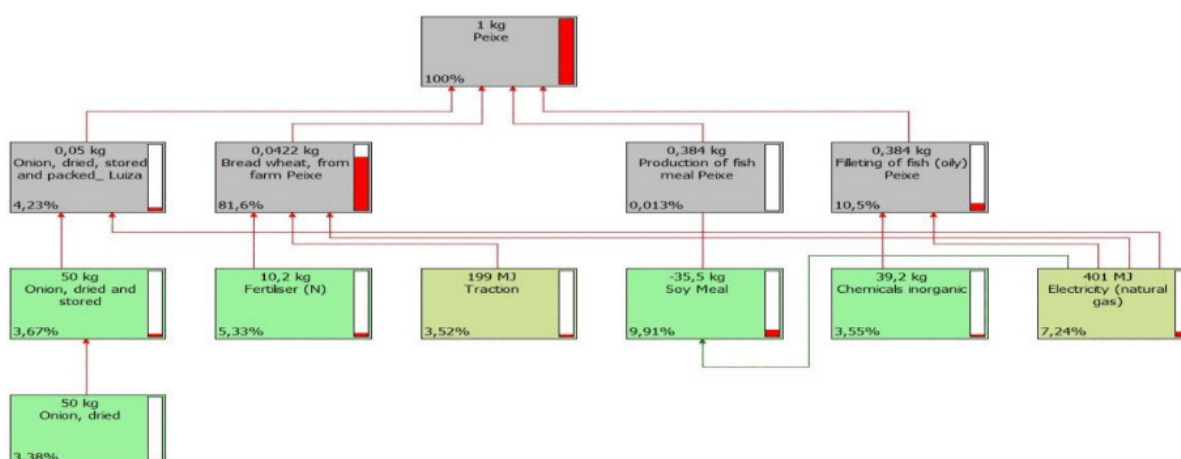 1 kg
Peixe
100%
0,05 kg
Onion, dried, stored
and packed_ Luiza
4,23%
0,0422 kg
Bread wheat, from
farm Peixe
81,6%
0,384 kg
Production of fish
meal Peixe
0,013%
0,384 kg
Filleting of fish (oily)
Peixe
10,5%
50 kg
Onion, dried and
stored
3,67%
10,2 kg
Fertiliser (N)
5,33%
199 MJ
Traction
3,52%
-35,5 kg
Soy Meal
9,91%
39,2 kg
Chemicals inorganic
3,55%
401 MJ
Electricity (natural
gas)
7,24%
50 kg
Onion, dried
3,38%